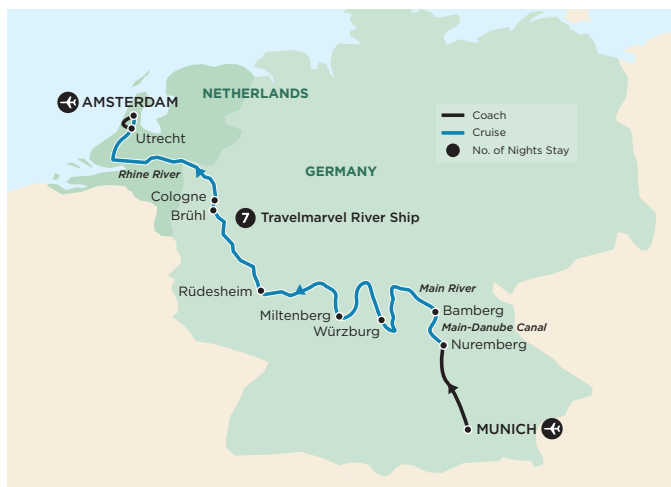 AMSTERDAM
NETHERLANDS
Utrecht
Coach
Cruise
No. of Nights Stay
Rhine River
GERMANY
Cologne
Brühl
7 Travelmarvel River Ship
Rüdesheim
Main River
Miltenberg
Würzburg
Bamberg
Main-Danube Canal
Nuremberg
MUNICH